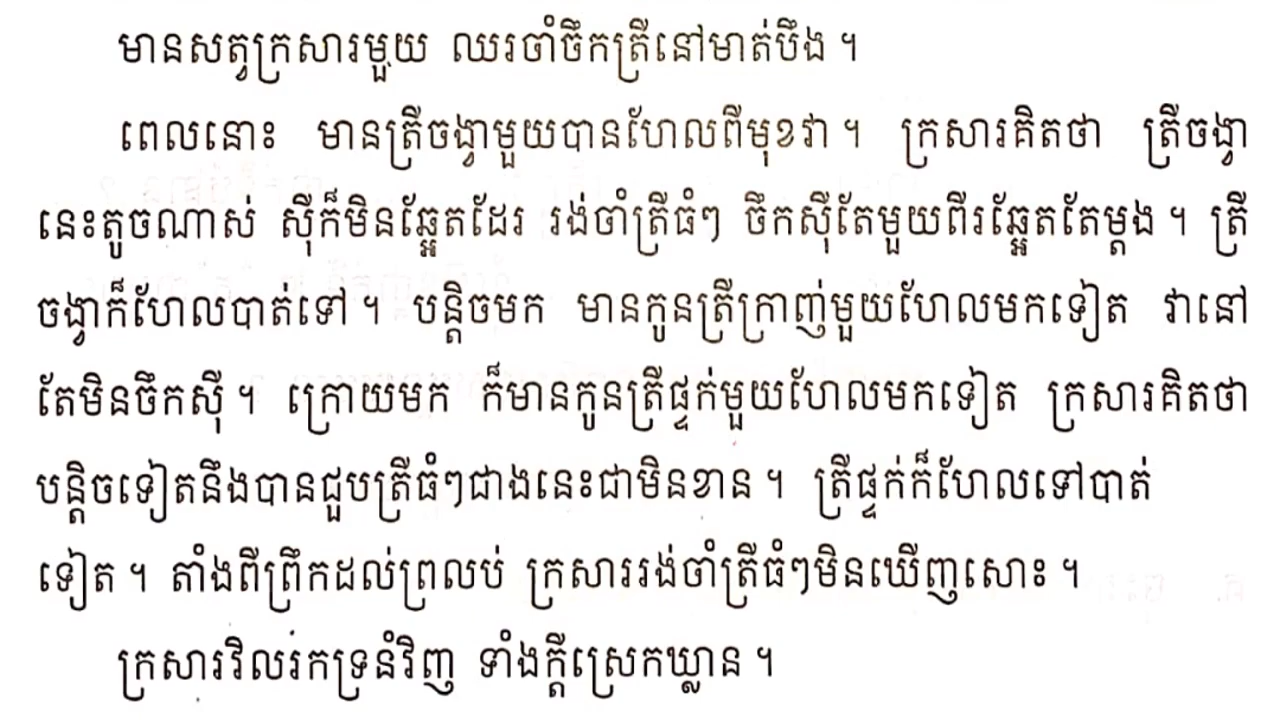 មានសត្វក្រសារមួយ ឈរចាំចឹកត្រីនៅមាត់បឹង ។
ពេលនោះ មានត្រីចង្វាមួយបានហែលពីមុខវា ។ ក្រសារគិតថា ត្រីចង្វា
នេះតូចណាស់ ស៊ីក៏មិនឆ្អែតដែរ រង់ចាំត្រីធំៗ ចឹកស៊ីតែមួយពីរឆ្អែតតែម្តង ។ ត្រី
ចង្វាក៏ហែលបាត់ទៅ ។ បន្តិចមក មានកូនត្រីក្រាញ់មួយហែលមកទៀត វានៅ
តែមិនចឹកស៊ី ។ ក្រោយមក ក៏មានកូនត្រីផ្ទក់មួយហែលមកទៀត ក្រសារគិតថា
បន្តិចទៀតនឹងបានជួបត្រីធំៗជាងនេះជាមិនខាន ។ ត្រីផ្ទក់ក៏ហែលទៅបាត់
ទៀត ។ តាំងពីព្រឹកដល់ព្រលប់ ក្រសាររង់ចាំត្រីធំៗមិនឃើញសោះ ។
ក្រសារវិលរកទ្រនំវិញ ទាំងក្តីស្រេកឃ្លាន ។